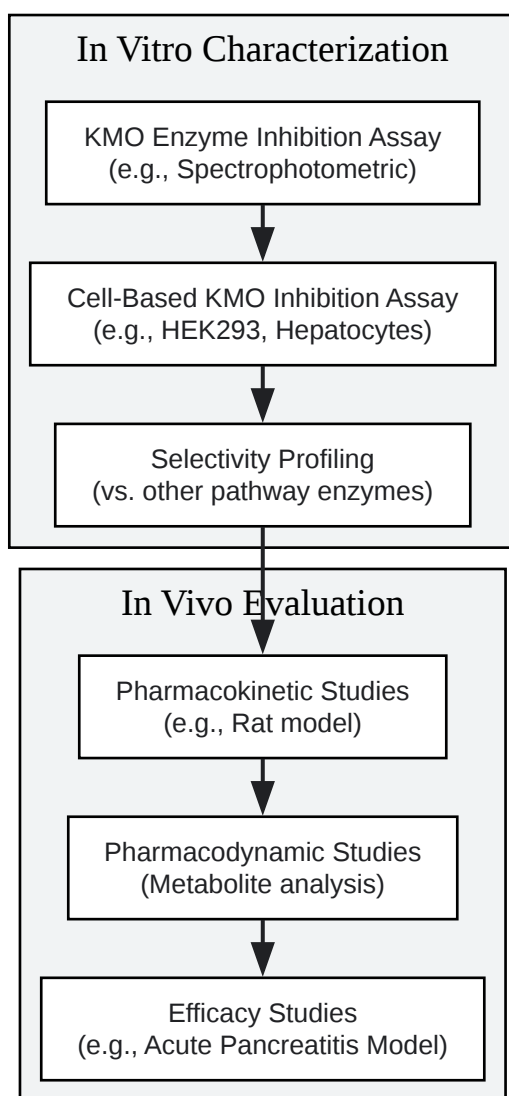 In Vitro Characterization
KMO Enzyme Inhibition Assay
(e.g., Spectrophotometric)
Cell-Based KMO Inhibition Assay
(e.g., HEK293, Hepatocytes)
Selectivity Profiling
(vs. other pathway enzymes)
In Vivo Evaluation
Pharmacokinetic Studies
(e.g., Rat model)
Pharmacodynamic Studies
(Metabolite analysis)
Efficacy Studies
(e.g., Acute Pancreatitis Model)